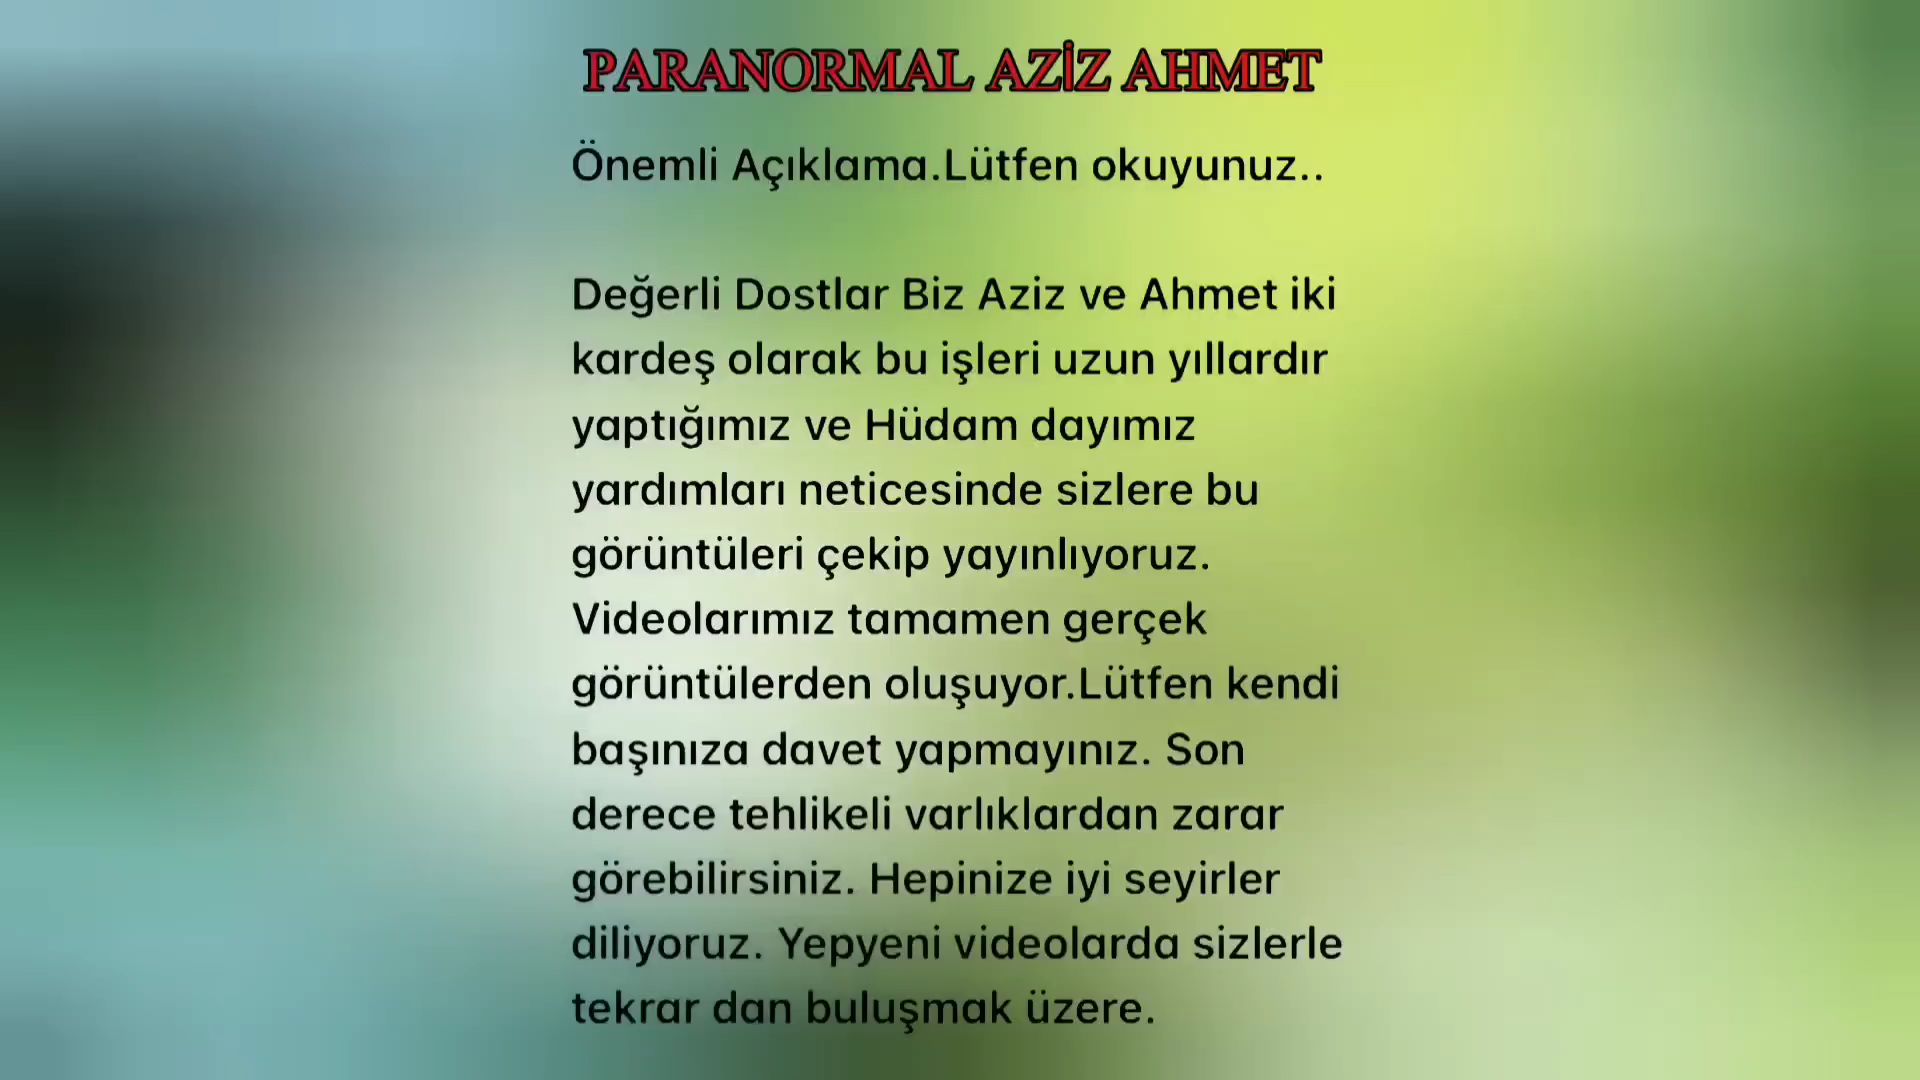 PARANORMAL AZİZ AHMET
Önemli Açıklama.Lütfen okuyunuz..
Değerli Dostlar Biz Aziz ve Ahmet iki
kardeş olarak bu işleri uzun yıllardır
yaptığımız ve Hüdam dayımız
yardımları neticesinde sizlere bu
görüntüleri çekip yayınlıyoruz.
Videolarımız tamamen gerçek
görüntülerden oluşuyor.Lütfen kendi
başınıza davet yapmayınız. Son
derece tehlikeli varlıklardan zarar
görebilirsiniz. Hepinize iyi seyirler
diliyoruz. Yepyeni videolarda sizlerle
tekrar dan buluşmak üzere.